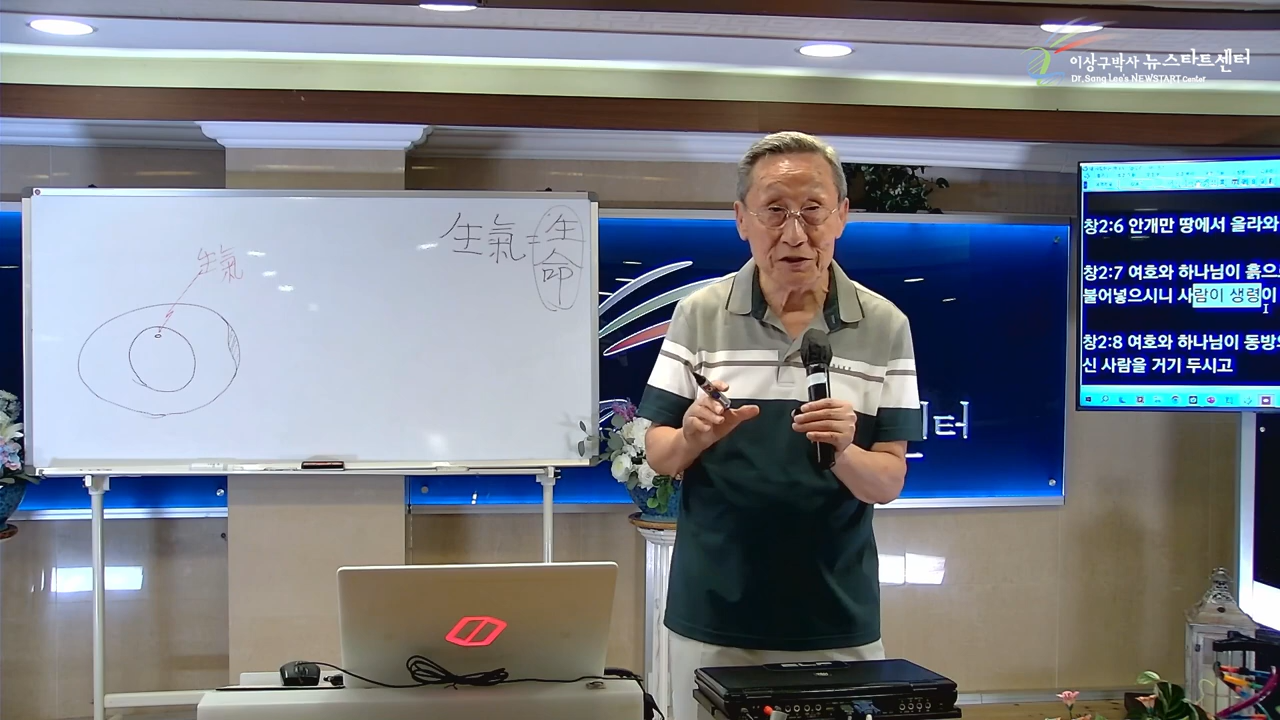 이상구박사 뉴스타트센터
Dr. Sang Lee's NEWSTART Center
生氣=生命
生氣
창2:6 안개만 땅에서 올라와
창2:7 여호와 하나님이 흙으
불어넣으시니 사람이 생령이
창2:8 여호와 하나님이 동방의
신 사람을 거기 두시고
터